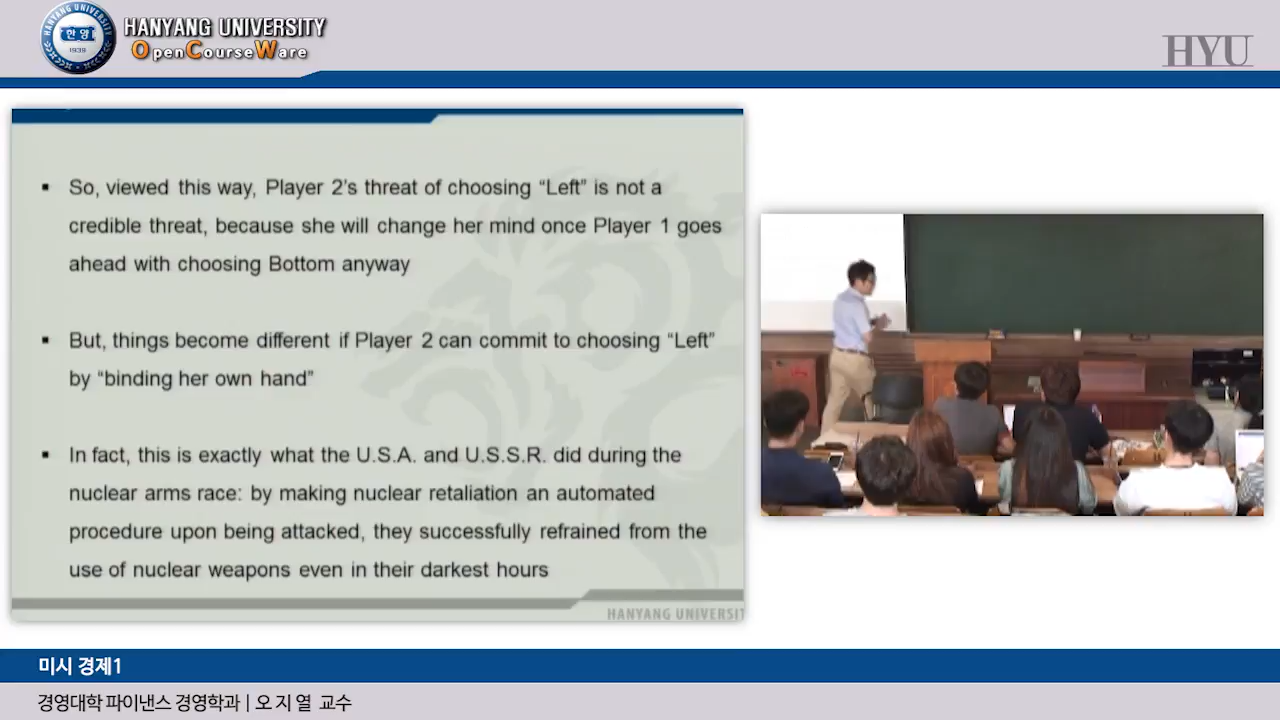 HANYANG UNIVERSITY
OpenCourseWare
한양
1939
HYU
▪ So, viewed this way, Player 2's threat of choosing “Left” is not a
credible threat, because she will change her mind once Player 1 goes
ahead with choosing Bottom anyway
▪ But, things become different if Player 2 can commit to choosing “Left”
by “binding her own hand”
▪ In fact, this is exactly what the U.S.A. and U.S.S.R. did during the
nuclear arms race: by making nuclear retaliation an automated
procedure upon being attacked, they successfully refrained from the
use of nuclear weapons even in their darkest hours
HANYANG UNIVERSIT
미시 경제1
경영대학 파이낸스 경영학과 | 오 지 열 교수